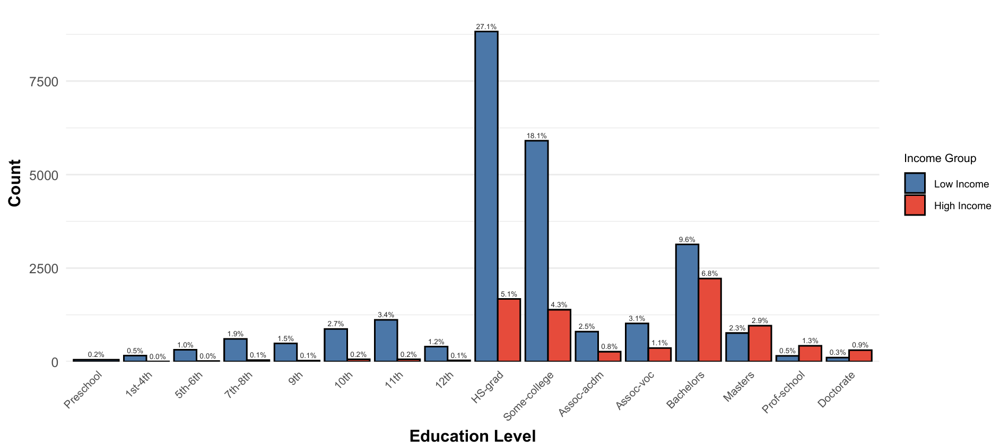 27.1%
7500
18.1%
5000
Count
Income Group
Low Income
High Income
9.6%
2500
6.8%
5.1%
4.3%
3.4%
3.1%
2.7%
2.9%
2.5%
2.3%
1.9%
1.5%
1.2%
1.3%
1.1%
1.0%
0.8%
0.9%
0.2%
0.5%
0.0%
0.0%
0.1%
0.1%
0.2%
0.2%
0.1%
0.5%
0.3%
0
Preschool
1st-4th
5th-6th
7th-8th
9th
10th
11th
12th
HS-grad
Some-college
Assoc-acdm
Assoc-voc
Bachelors
Masters
Prof-school
Doctorate
Education Level